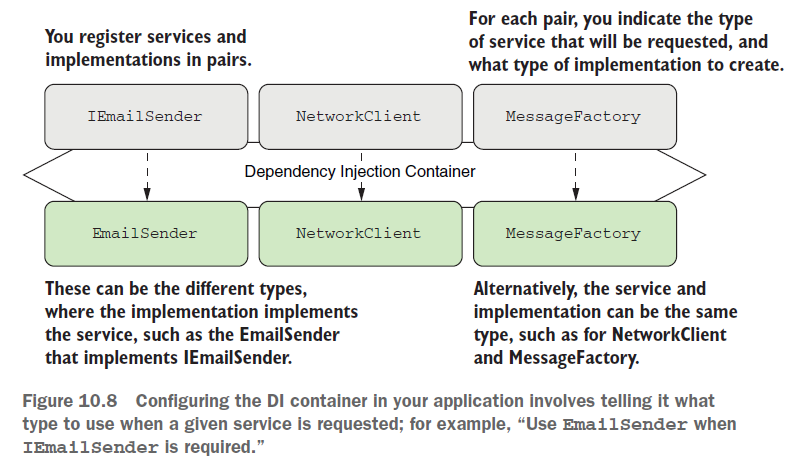 You register services and
implementations in pairs.
For each pair, you indicate the type
of service that will be requested, and
what type of implementation to create.
IEmailSender
NetworkClient
MessageFactory
Dependency Injection Container
EmailSender
NetworkClient
MessageFactory
These can be the different types,
where the implementation implements
the service, such as the EmailSender
that implements IEmailSender.
Alternatively, the service and
implementation can be the same
type, such as for NetworkClient
and MessageFactory.
Figure 10.8 Configuring the DI container in your application involves telling it what
type to use when a given service is requested; for example, “Use EmailSender when
IEmailSender is required.”